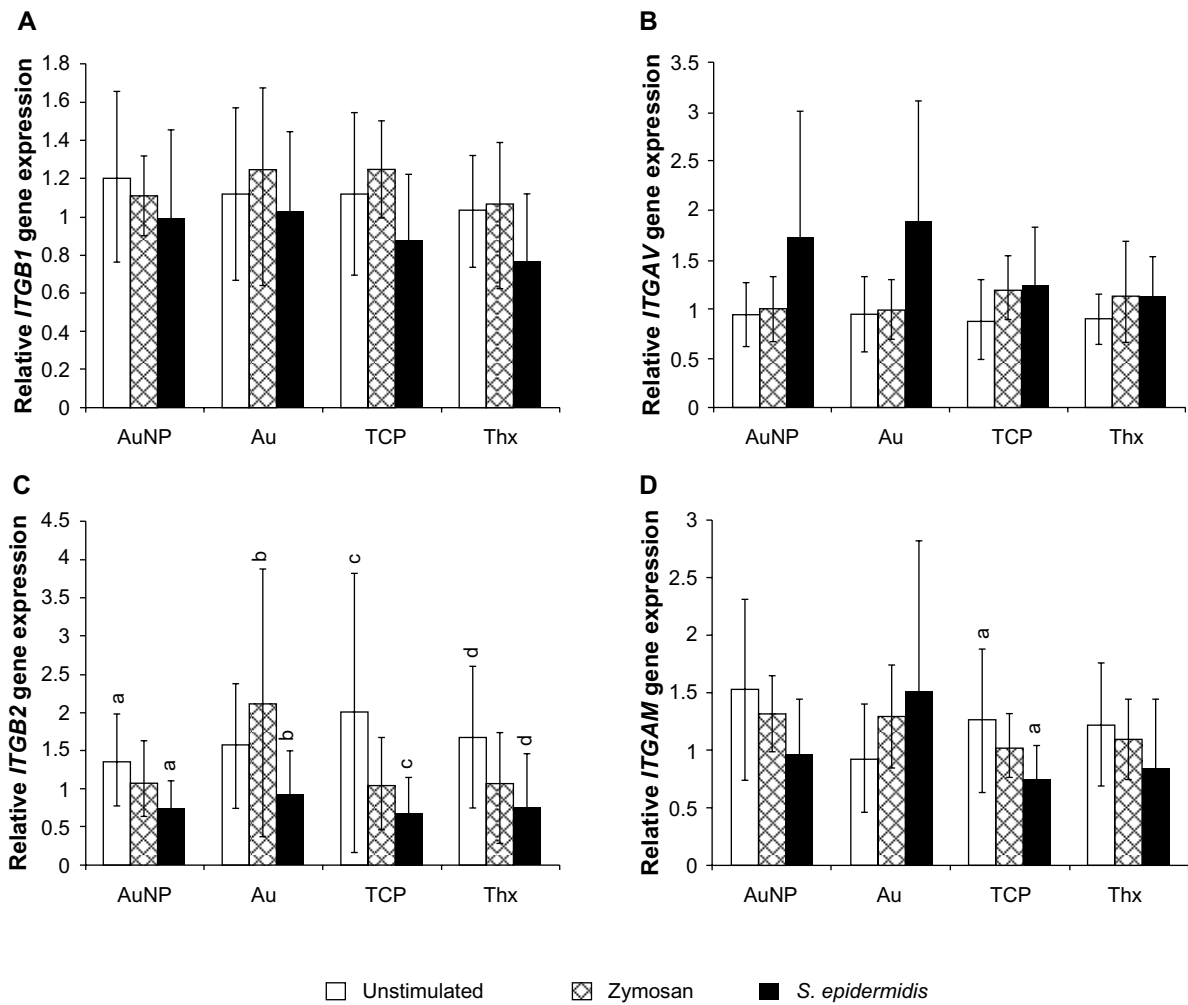 A
Relative ITGB1 gene expression
1.8
1.6
1.4
1.2
1
0.8
0.6
0.4
0.2
0
AuNP Au TCP Thx
B
Relative ITGAV gene expression
3.5
3
2.5
2
1.5
1
0.5
0
AuNP Au TCP Thx
C
Relative ITGB2 gene expression
4.5
4
3.5
3
2.5
2
1.5
1
0.5
0
a
a
b
b
c
c
d
d
AuNP Au TCP Thx
D
Relative ITGAM gene expression
3
2.5
2
1.5
1
0.5
0
a
a
AuNP Au TCP Thx
Unstimulated Zymosan S. epidermidis